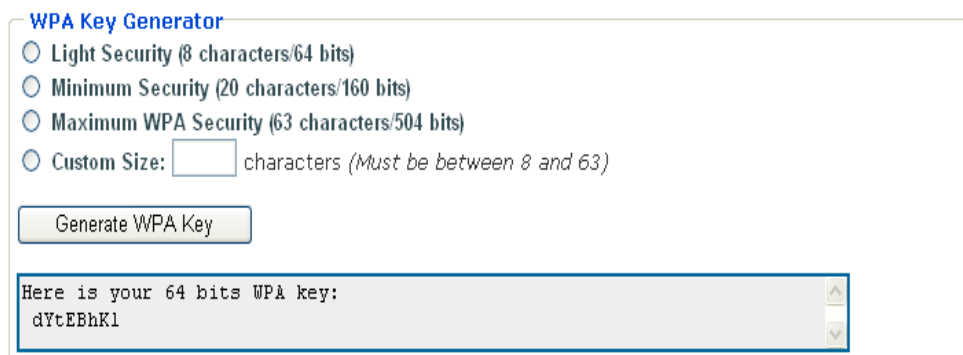 WPA Key Generator
Light Security (8 characters/64 bits)
Minimum Security (20 characters/160 bits)
Maximum WPA Security (63 characters/504 bits)
Custom Size: characters (Must be between 8 and 63)
Generate WPA Key
Here is your 64 bits WPA key:
dYtEBhKl